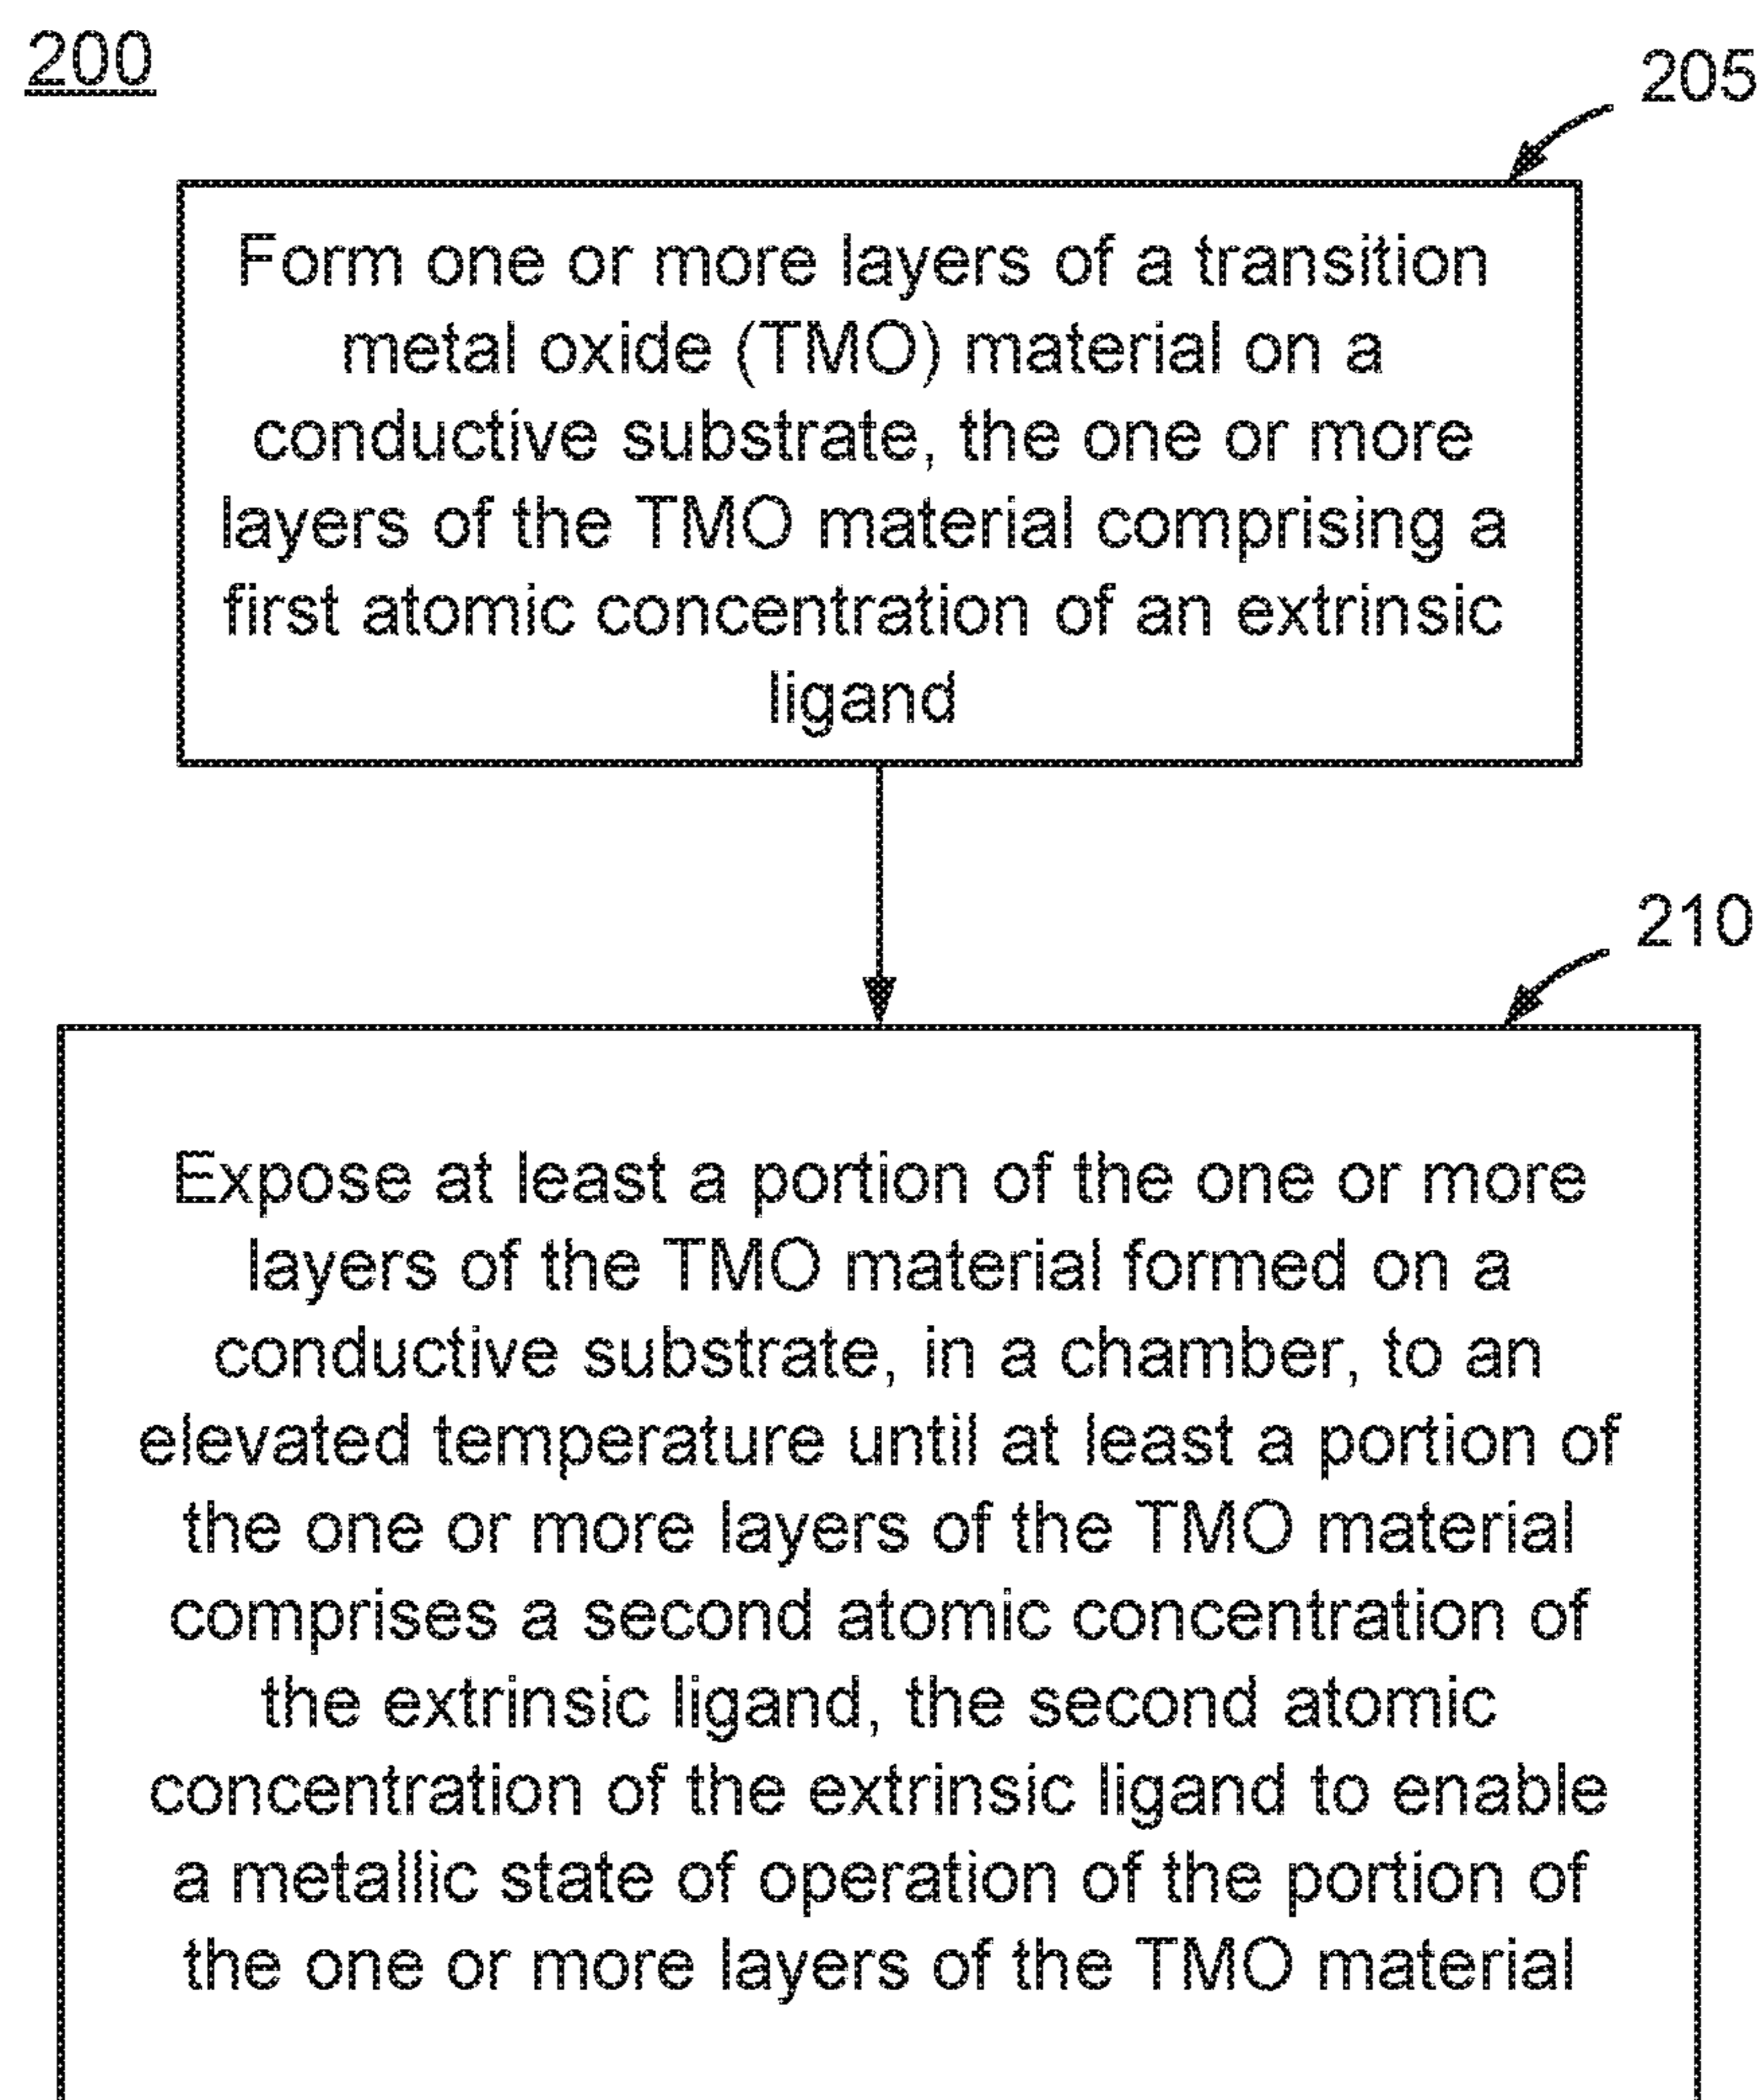 200
205
Form one or more layers of a transition
metal oxide (TMO) material on a
conductive substrate, the one or more
layers of the TMO material comprising a
first atomic concentration of an extrinsic
ligand
210
Expose at least a portion of the one or more
layers of the TMO material formed on a
conductive substrate, in a chamber, to an
elevated temperature until at least a portion of
the one or more layers of the TMO material
comprises a second atomic concentration of
the extrinsic ligand, the second atomic
concentration of the extrinsic ligand to enable
a metallic state of operation of the portion of
the one or more layers of the TMO material